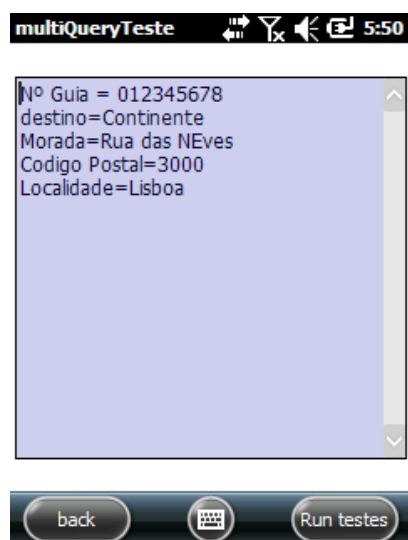 multiQueryTeste 5:50
Nº Guia = 012345678
destino=Continente
Morada=Rua das NEves
Codigo Postal=3000
Localidade=Lisboa
back Run testes